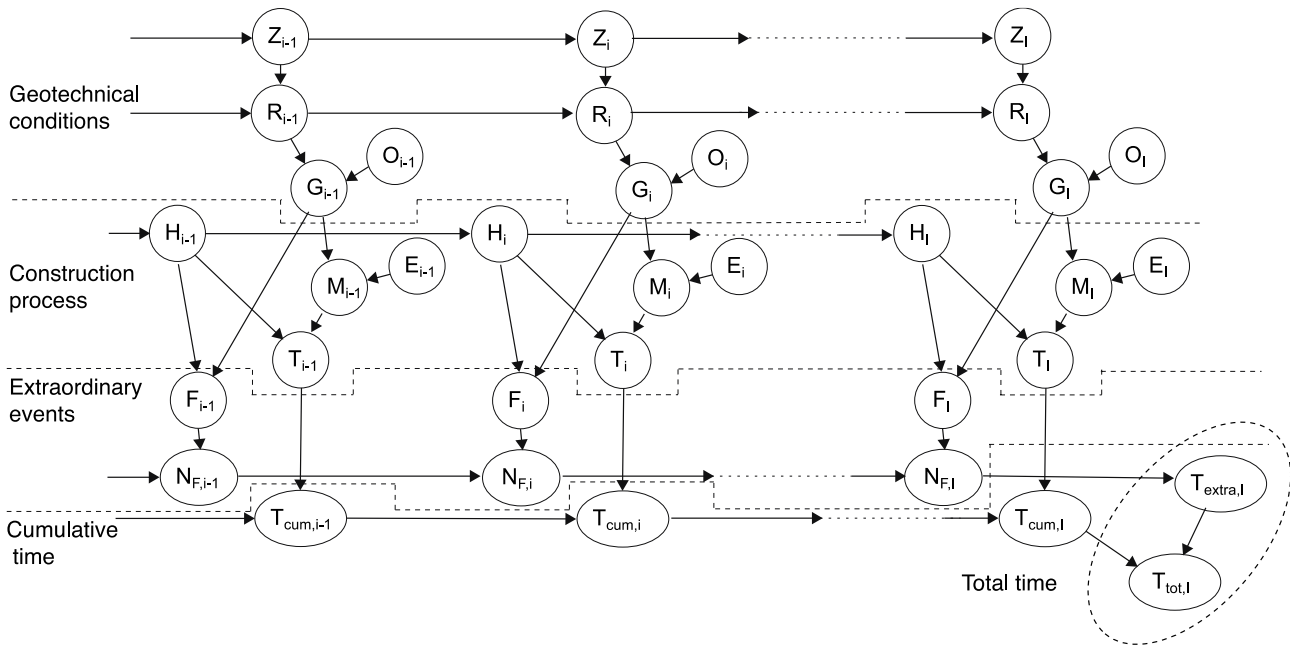 Z_{i-1} Z_i Z_I
Geotechnical
conditions
R_{i-1} R_i R_I
O_{i-1} O_i O_I
G_{i-1} G_i G_I
H_{i-1} H_i H_I
Construction
process
E_{i-1} E_i E_I
M_{i-1} M_i M_I
T_{i-1} T_i T_I
Extraordinary
events
F_{i-1} F_i F_I
N_{F,i-1} N_{F,i} N_{F,I} T_{extra,I}
Cumulative
time
T_{cum,i-1} T_{cum,i} T_{cum,I}
Total time T_{tot,I}